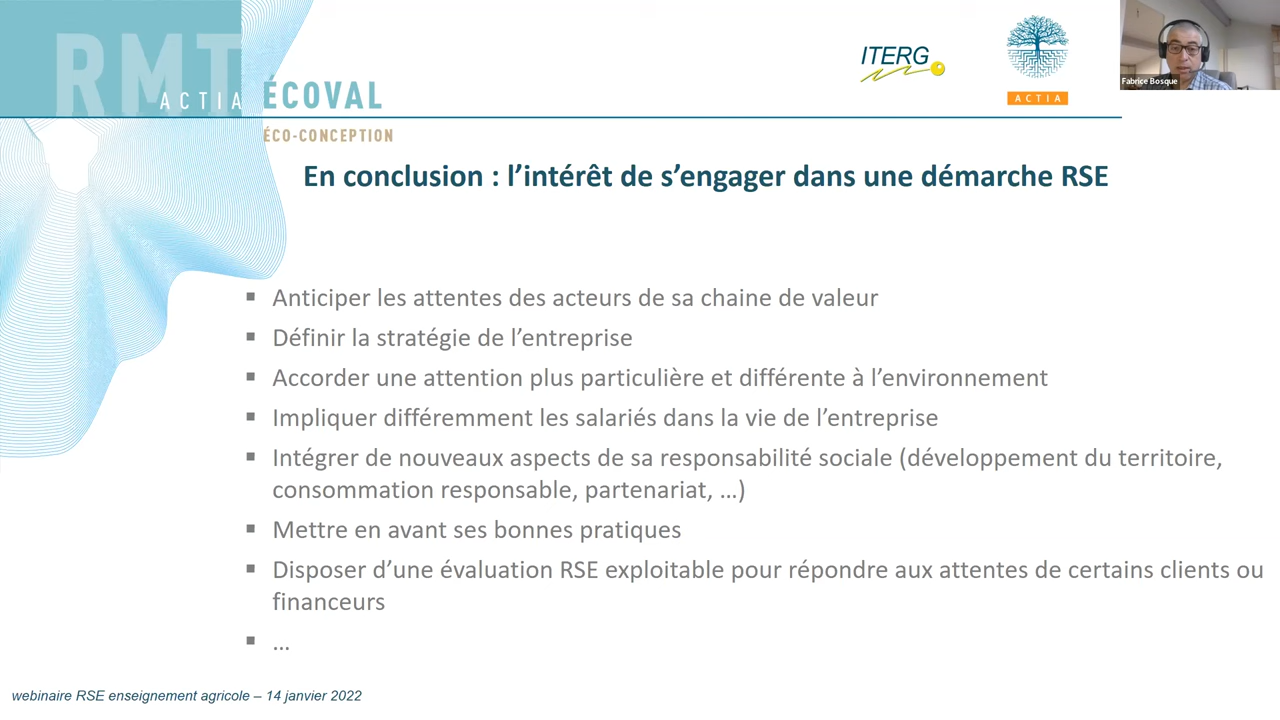 RMT
ACTIA
ÉCOVAL
ÉCO-CONCEPTION
ITERG
ACTIA
Fabrice Bosque
En conclusion : l’intérêt de s’engager dans une démarche RSE
▪ Anticiper les attentes des acteurs de sa chaine de valeur
▪ Définir la stratégie de l’entreprise
▪ Accorder une attention plus particulière et différente à l’environnement
▪ Impliquer différemment les salariés dans la vie de l’entreprise
▪ Intégrer de nouveaux aspects de sa responsabilité sociale (développement du territoire,
consommation responsable, partenariat, …)
▪ Mettre en avant ses bonnes pratiques
▪ Disposer d’une évaluation RSE exploitable pour répondre aux attentes de certains clients ou
financeurs
▪ …
webinaire RSE enseignement agricole – 14 janvier 2022